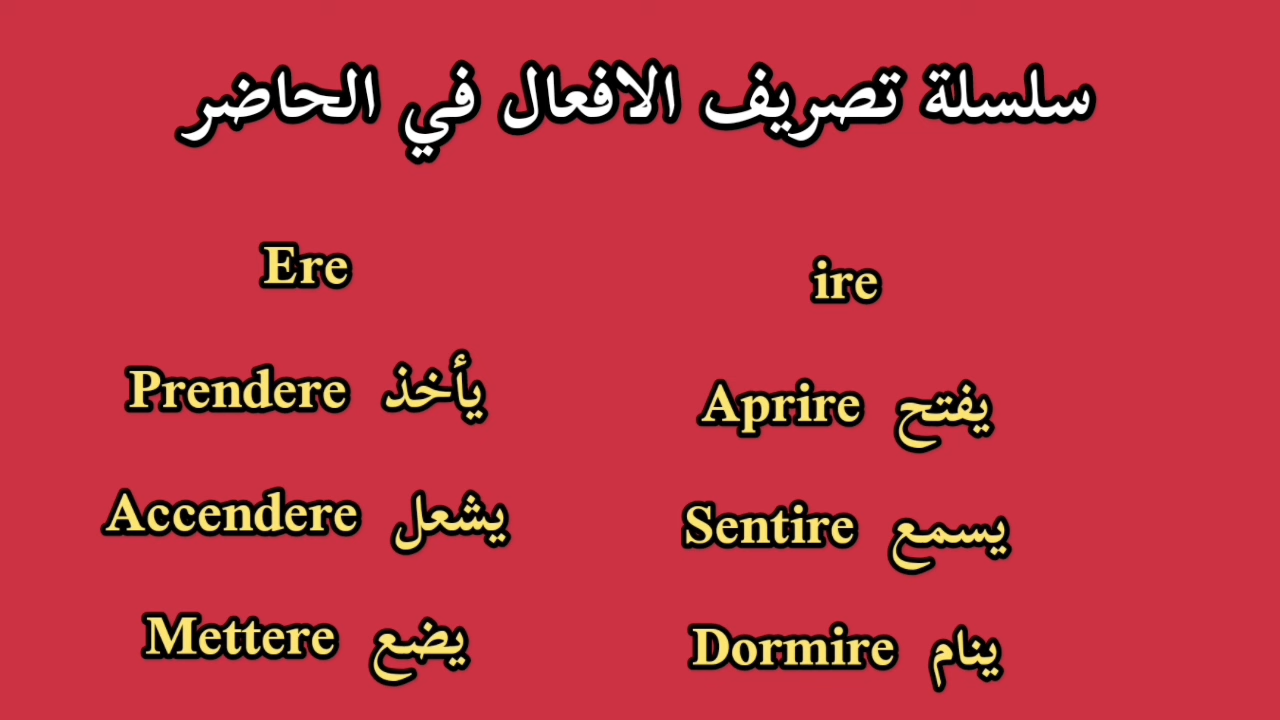 سلسلة تصريف الافعال في الحاضر
Ere
Prendere يأخذ
Accendere يشعل
Mettere يضع
ire
Aprire يفتح
Sentire يسمع
Dormire ينام